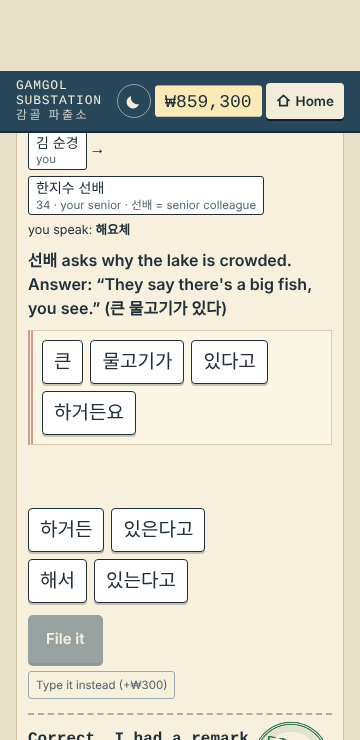 GAMGOL
SUBSTATION
감골 파출소
₩859,300
Home
김 순경
you
→
한지수 선배
34 · your senior · 선배 = senior colleague
you speak: 해요체
선배 asks why the lake is crowded.
Answer: “They say there's a big fish,
you see.” (큰 물고기가 있다)
큰 물고기가 있다고
하거든요
하거든 있은다고
해서 있는다고
File it
Type it instead (+₩300)
Correct. I had a remark